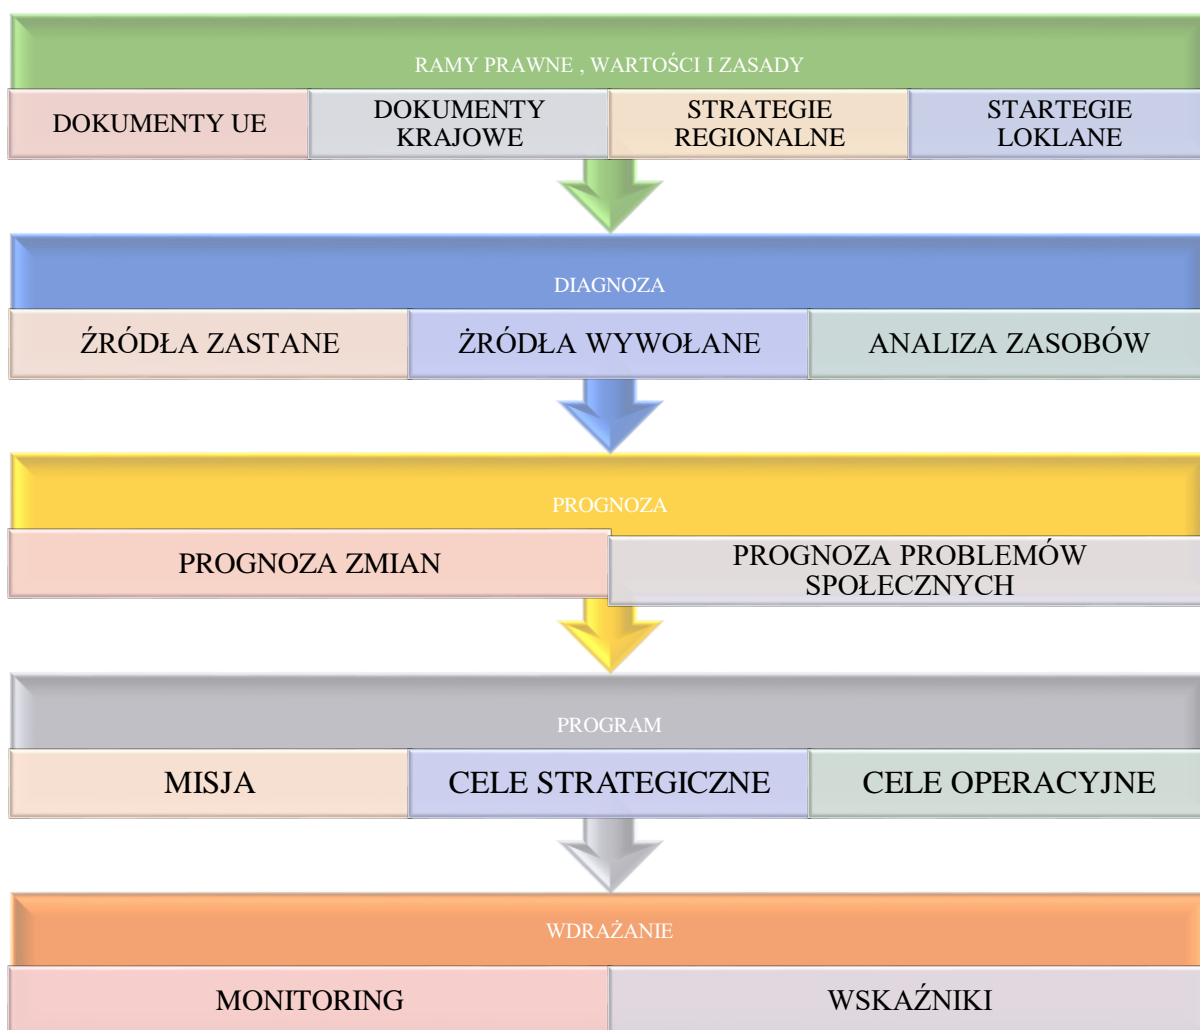 RAMY PRAWNE , WARTOŚCI I ZASADY
DOKUMENTY UE
DOKUMENTY
KRAJOWE
STRATEGIE
REGIONALNE
STARTEGIE
LOKLANE
DIAGNOZA
ŹRÓDŁA ZASTANE
ŻRÓDŁA WYWOŁANE
ANALIZA ZASOBÓW
PROGNOZA
PROGNOZA ZMIAN
PROGNOZA PROBLEMÓW
SPOŁECZNYCH
PROGRAM
MISJA
CELE STRATEGICZNE
CELE OPERACYJNE
WDRAŻANIE
MONITORING
WSKAŹNIKI